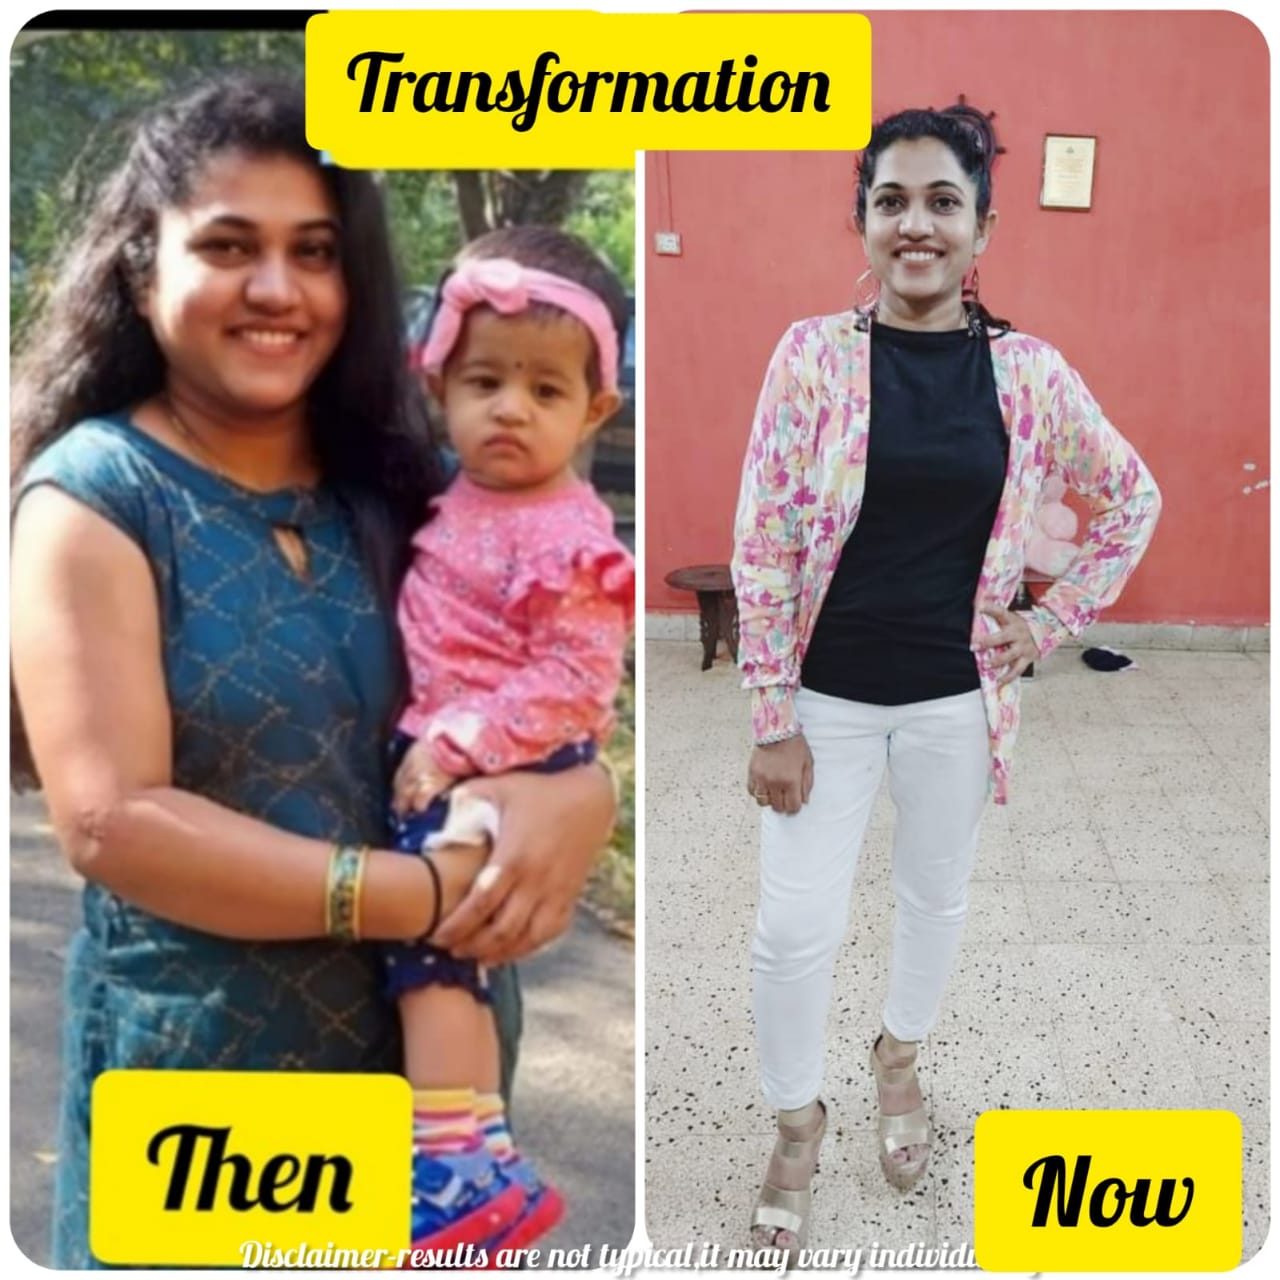 Transformation
Then
Now
Disclaimer-results are not typical,it may vary